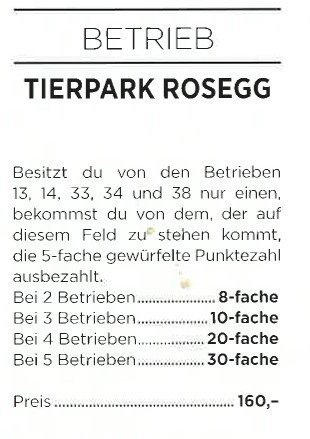 BETRIEB
TIERPARK ROSEGG
Besitzt du von den Betrieben
13, 14, 33, 34 und 38 nur einen,
bekommst du von dem, der auf
diesem Feld zu stehen kommt,
die 5-fache gewürfelte Punktezahl
ausbezahlt.
Bei 2 Betrieben.................... 8-fache
Bei 3 Betrieben.................. 10-fache
Bei 4 Betrieben.................. 20-fache
Bei 5 Betrieben.................. 30-fache
Preis ............................................. 160,–